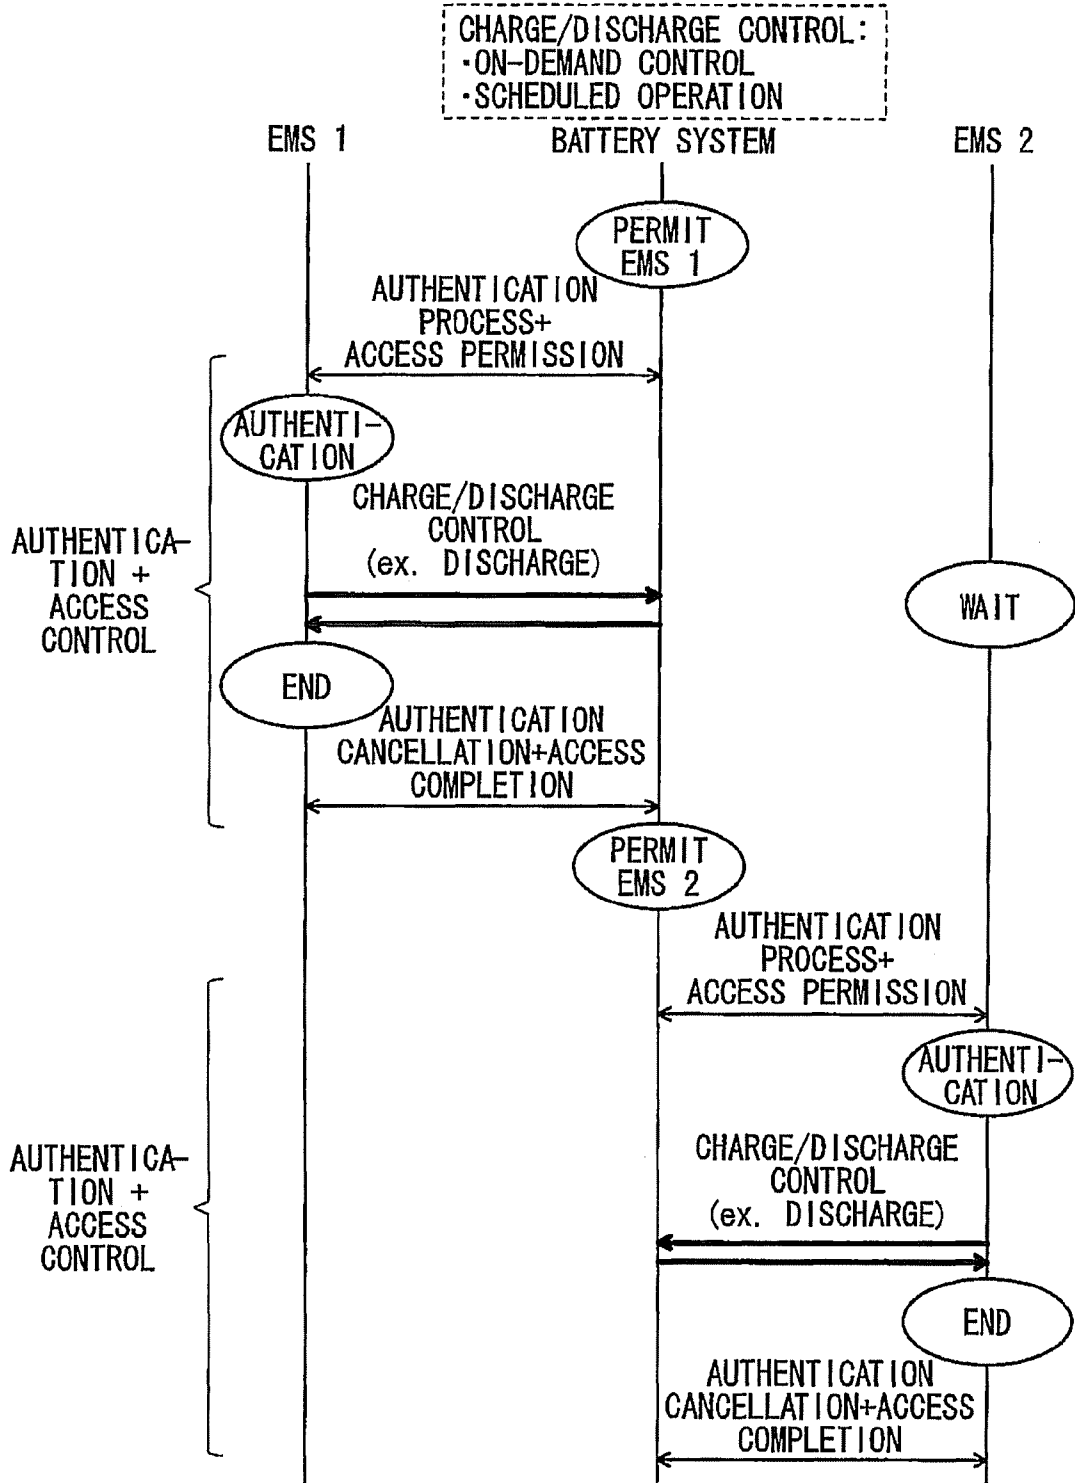 CHARGE/DISCHARGE CONTROL:
·ON-DEMAND CONTROL
·SCHEDULED OPERATION
EMS 1
BATTERY SYSTEM
EMS 2
PERMIT
EMS 1
AUTHENTICATION
PROCESS+
ACCESS PERMISSION
AUTHENTI-
CATION
CHARGE/DISCHARGE
CONTROL
(ex. DISCHARGE)
AUTHENTICA-
TION +
ACCESS
CONTROL
WAIT
END
AUTHENTICATION
CANCELLATION+ACCESS
COMPLETION
PERMIT
EMS 2
AUTHENTICATION
PROCESS+
ACCESS PERMISSION
AUTHENTI-
CATION
CHARGE/DISCHARGE
CONTROL
(ex. DISCHARGE)
AUTHENTICA-
TION +
ACCESS
CONTROL
END
AUTHENTICATION
CANCELLATION+ACCESS
COMPLETION